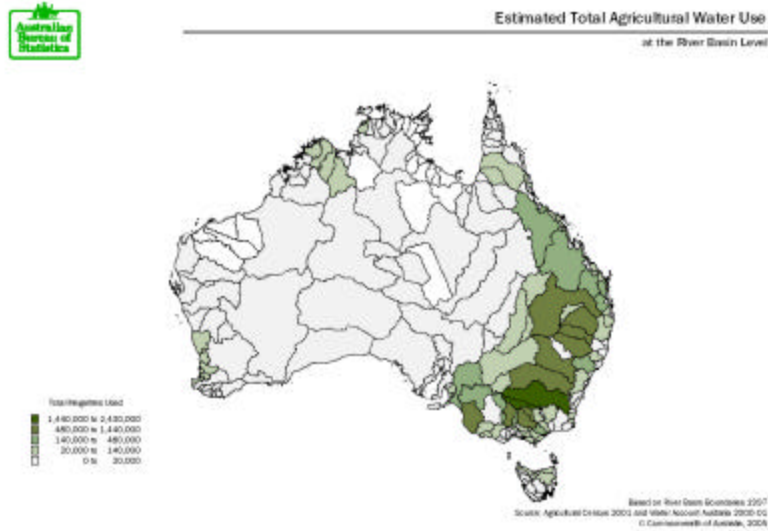 Australian
Bureau of
Statistics
Estimated Total Agricultural Water Use
at the River Basin Level
Total Megalitres Used
1,440,000 to 2,430,000
480,000 to 1,440,000
140,000 to 480,000
20,000 to 140,000
0 to 20,000
Based on River Basin Boundaries 1997
Source: Agricultural Census 2001 and Water Account Australia 2000-01
© Commonwealth of Australia,